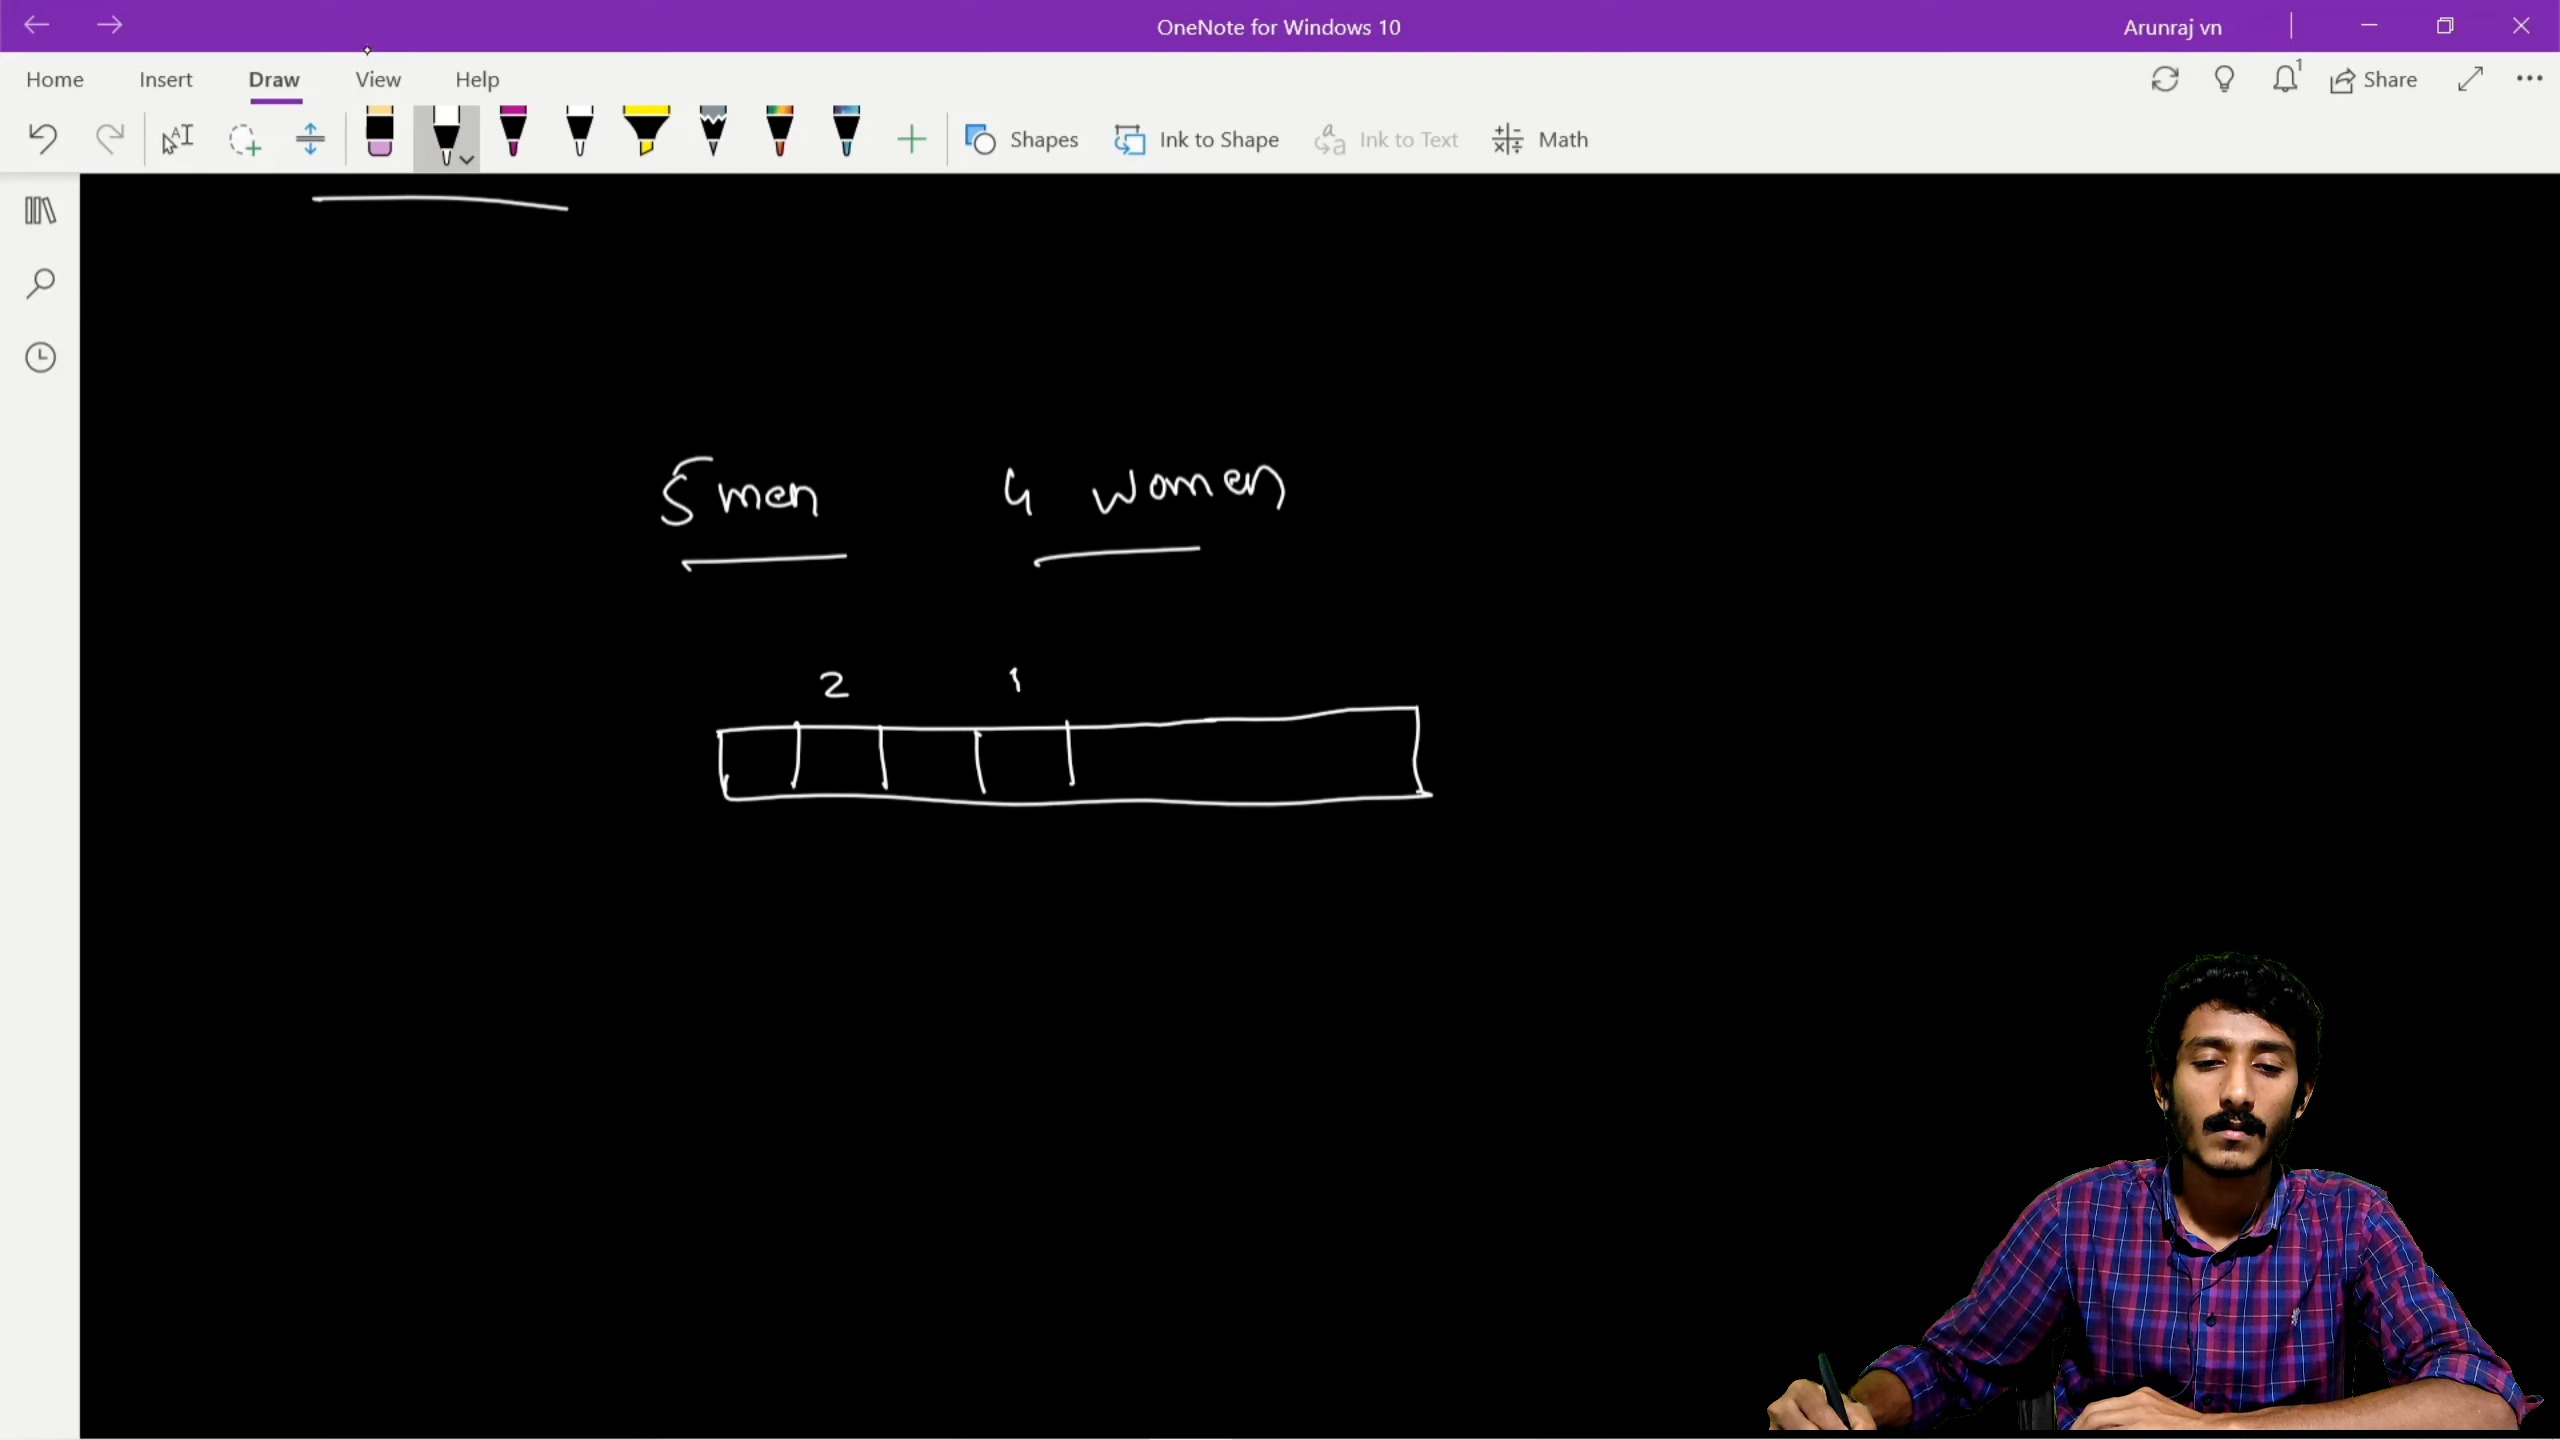 OneNote for Windows 10 Arunraj vn
Home Insert Draw View Help 1 Share
Shapes Ink to Shape Ink to Text Math
5 men 4 women
2 1